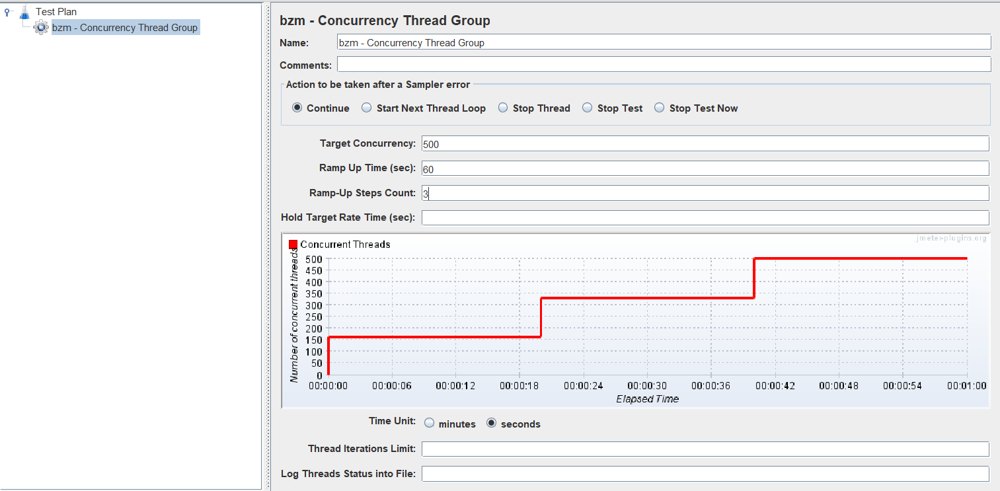 Test Plan
bzm - Concurrency Thread Group
bzm - Concurrency Thread Group
Name: bzm - Concurrency Thread Group
Comments:
Action to be taken after a Sampler error
Continue Start Next Thread Loop Stop Thread Stop Test Stop Test Now
Target Concurrency: 500
Ramp Up Time (sec): 60
Ramp-Up Steps Count: 3
Hold Target Rate Time (sec):
jmeter-plugins.org
Concurrent Threads
Number of concurrent threads
500
450
400
350
300
250
200
150
100
50
0
00:00:00 00:00:06 00:00:12 00:00:18 00:00:24 00:00:30 00:00:36 00:00:42 00:00:48 00:00:54 00:01:00
Elapsed Time
Time Unit: minutes seconds
Thread Iterations Limit:
Log Threads Status into File: